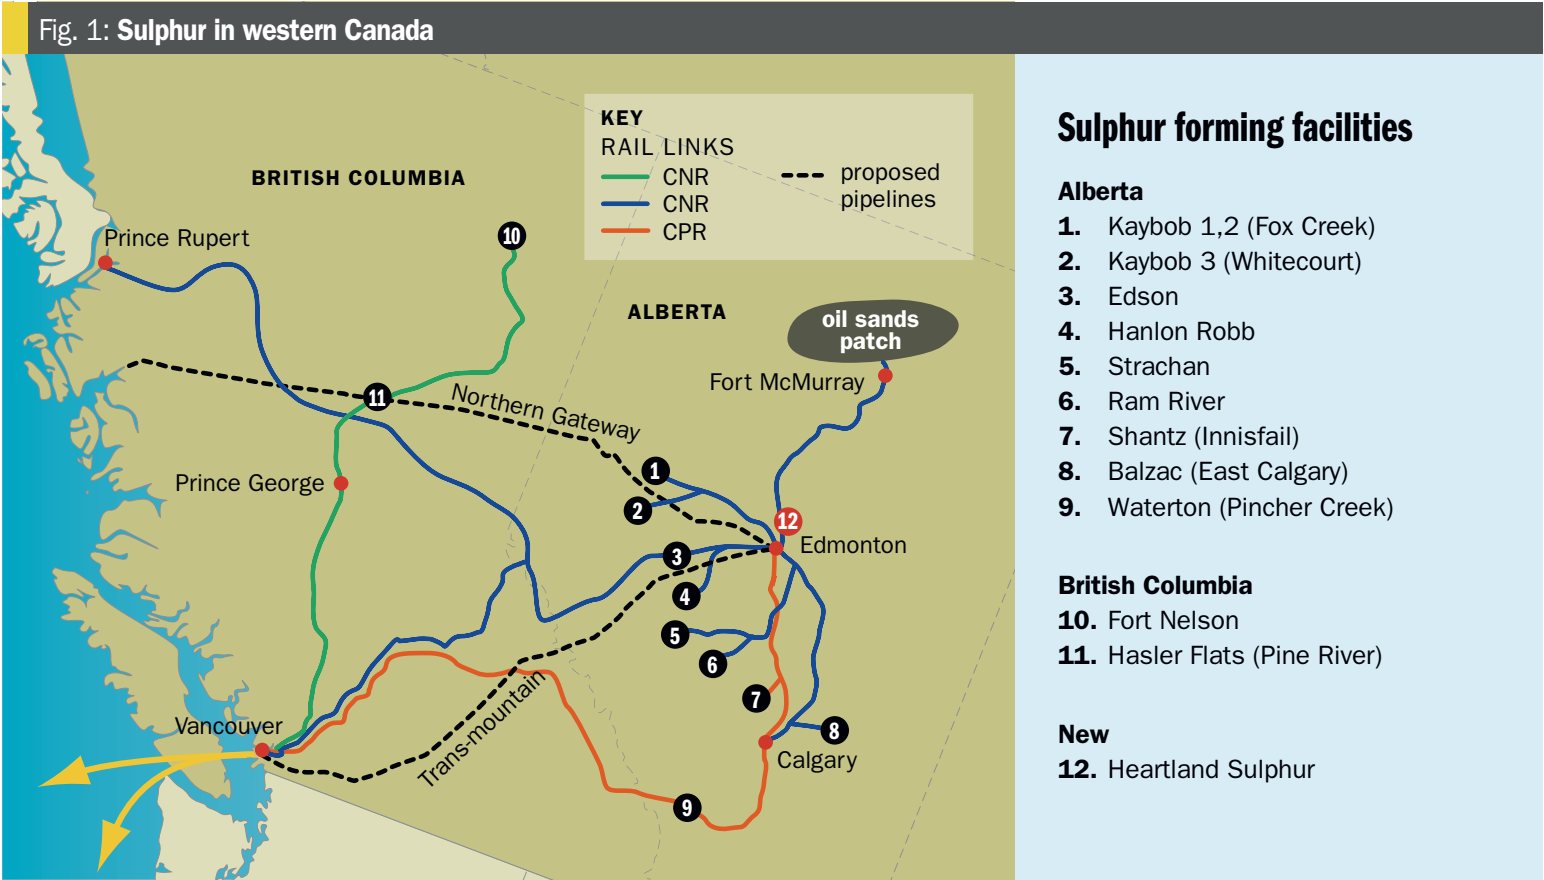 Fig. 1: Sulphur in western Canada
KEY
RAIL LINKS
CNR
CNR
CPR
proposed
pipelines
BRITISH COLUMBIA
Prince Rupert
10
ALBERTA
oil sands
patch
Fort McMurray
11
Northern Gateway
1
2
Prince George
12
Edmonton
3
4
5
6
7
8
Vancouver
Trans-mountain
Calgary
9
Sulphur forming facilities
Alberta
1. Kaybob 1,2 (Fox Creek)
2. Kaybob 3 (Whitecourt)
3. Edson
4. Hanlon Robb
5. Strachan
6. Ram River
7. Shantz (Innisfail)
8. Balzac (East Calgary)
9. Waterton (Pincher Creek)
British Columbia
10. Fort Nelson
11. Hasler Flats (Pine River)
New
12. Heartland Sulphur